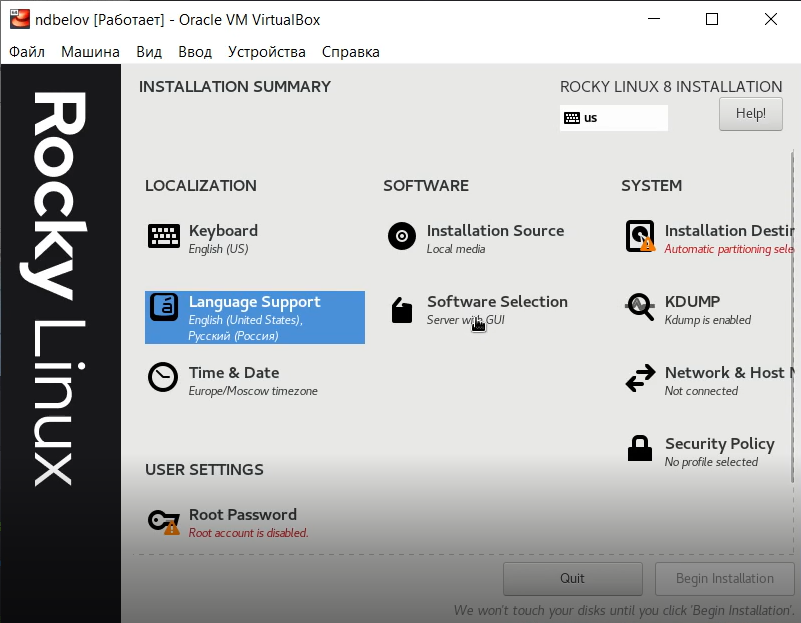 ndbelov [Работает] - Oracle VM VirtualBox
Файл Машина Вид Ввод Устройства Справка
Rocky Linux
INSTALLATION SUMMARY
ROCKY LINUX 8 INSTALLATION
us
Help!
LOCALIZATION
Keyboard
English (US)
Language Support
English (United States),
Русский (Россия)
Time & Date
Europe/Moscow timezone
SOFTWARE
Installation Source
Local media
Software Selection
Server with GUI
SYSTEM
Installation Destin
Automatic partitioning sele
KDUMP
Kdump is enabled
Network & Host N
Not connected
Security Policy
No profile selected
USER SETTINGS
Root Password
Root account is disabled.
Quit
Begin Installation
We won't touch your disks until you click 'Begin Installation'.